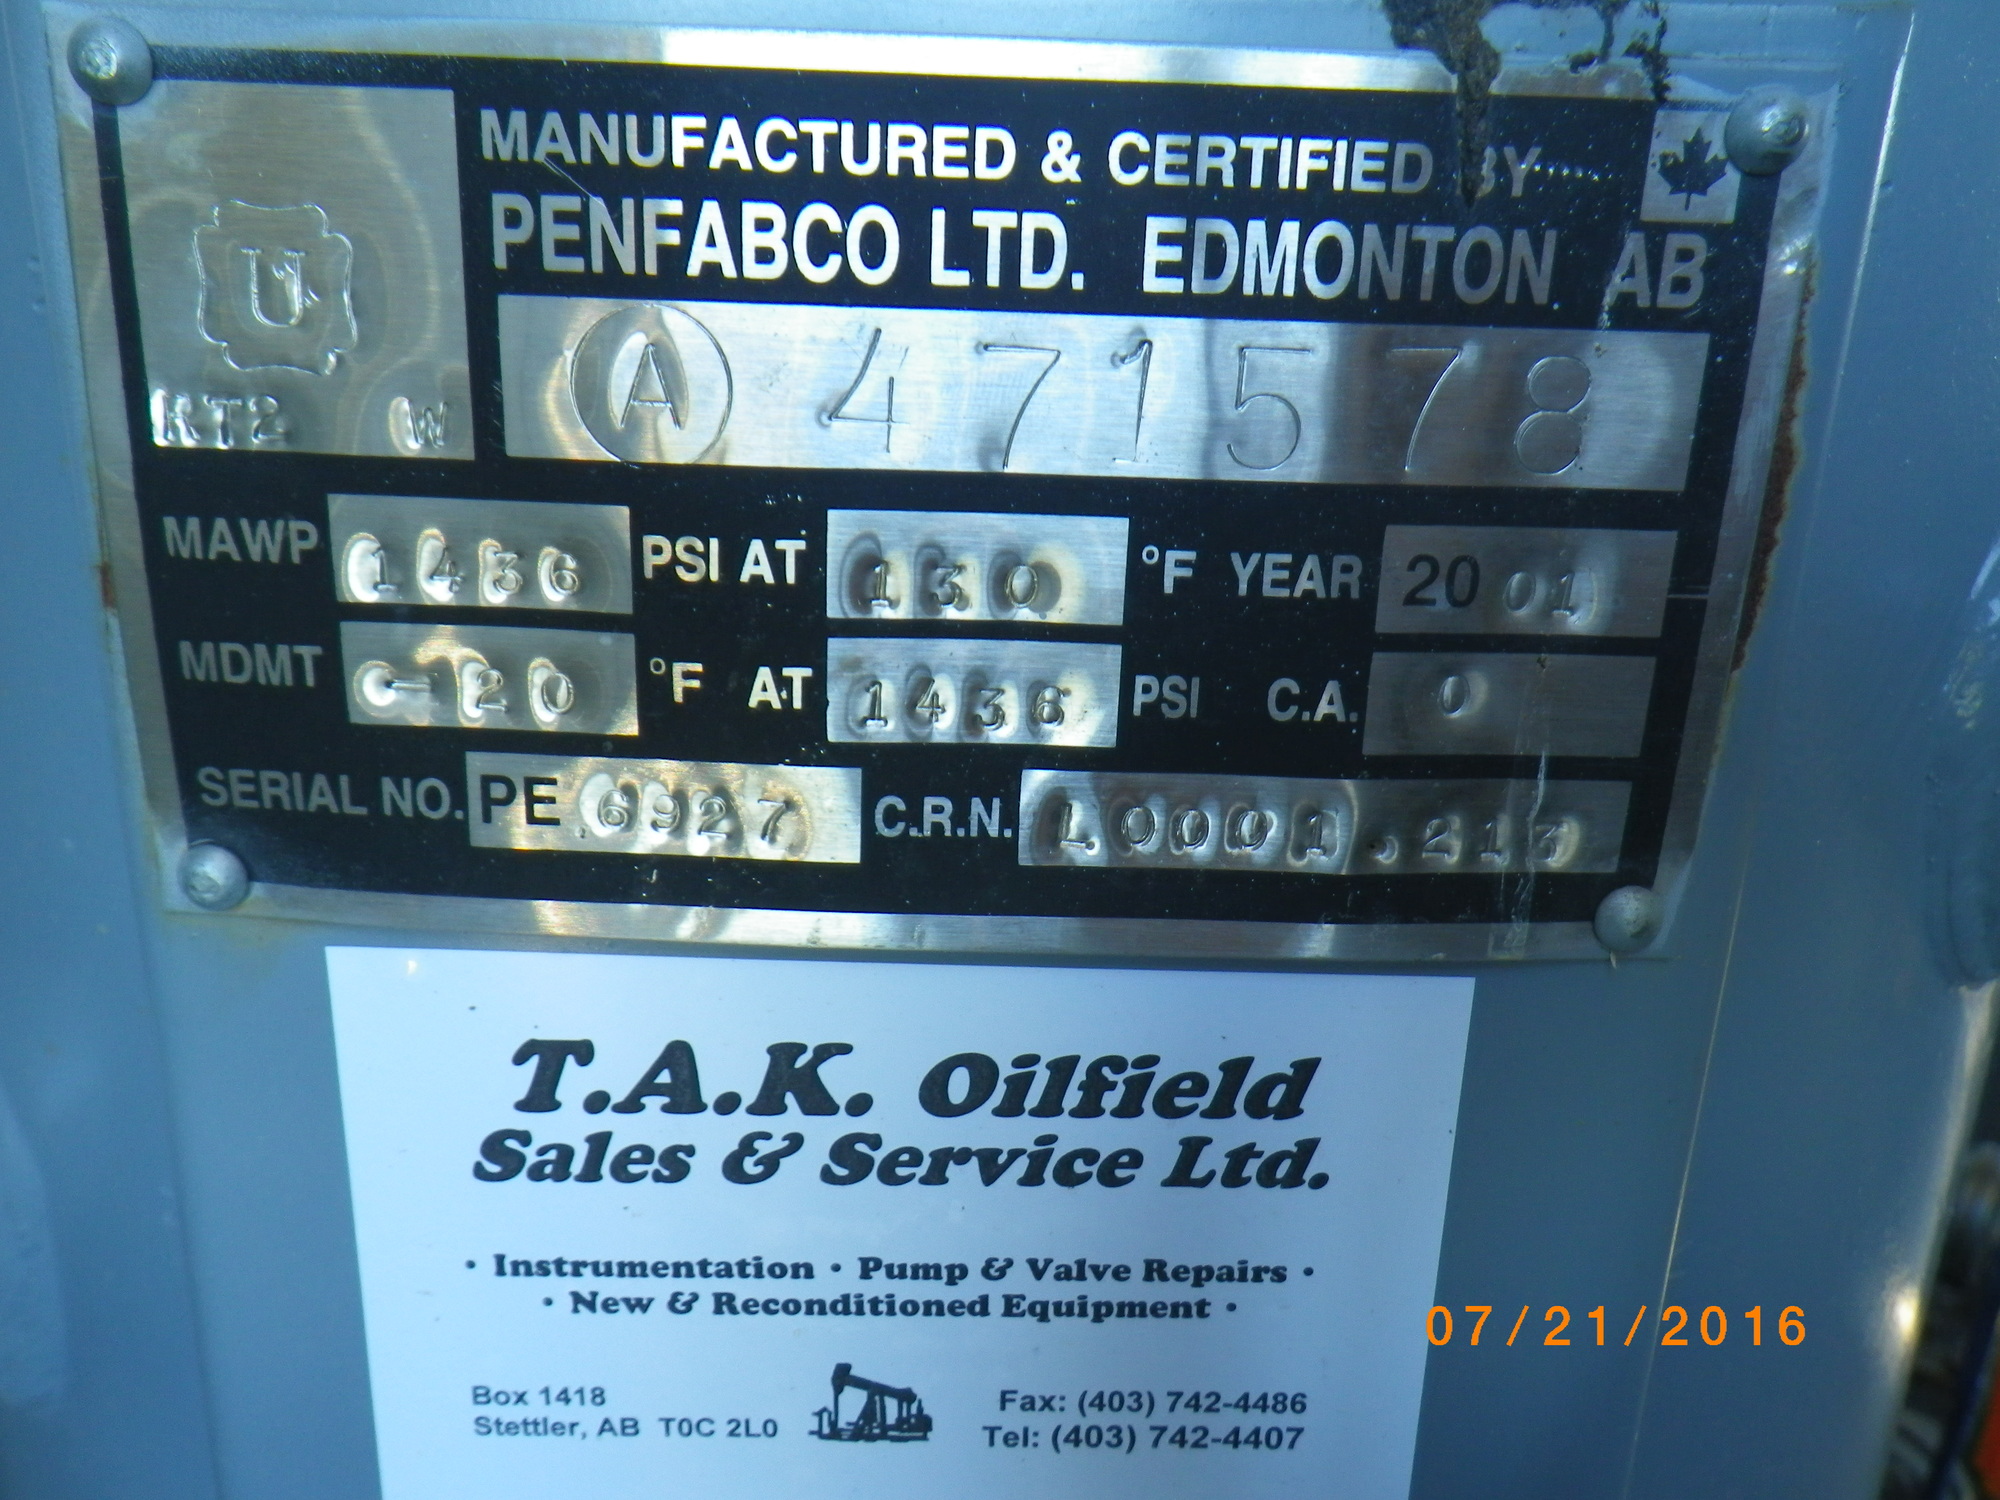 MANUFACTURED & CERTIFIED BY
PENFABCO LTD. EDMONTON AB
U
RT2 W
A 471578
MAWP 1436 PSI AT 130 °F YEAR 2001
MDMT -20 °F AT 1436 PSI C.A. 0
SERIAL NO. PE 6927 C.R.N. L0001.213
T.A.K. Oilfield
Sales & Service Ltd.
• Instrumentation • Pump & Valve Repairs •
• New & Reconditioned Equipment •
Box 1418
Stettler, AB T0C 2L0
Fax: (403) 742-4486
Tel: (403) 742-4407
07/21/2016